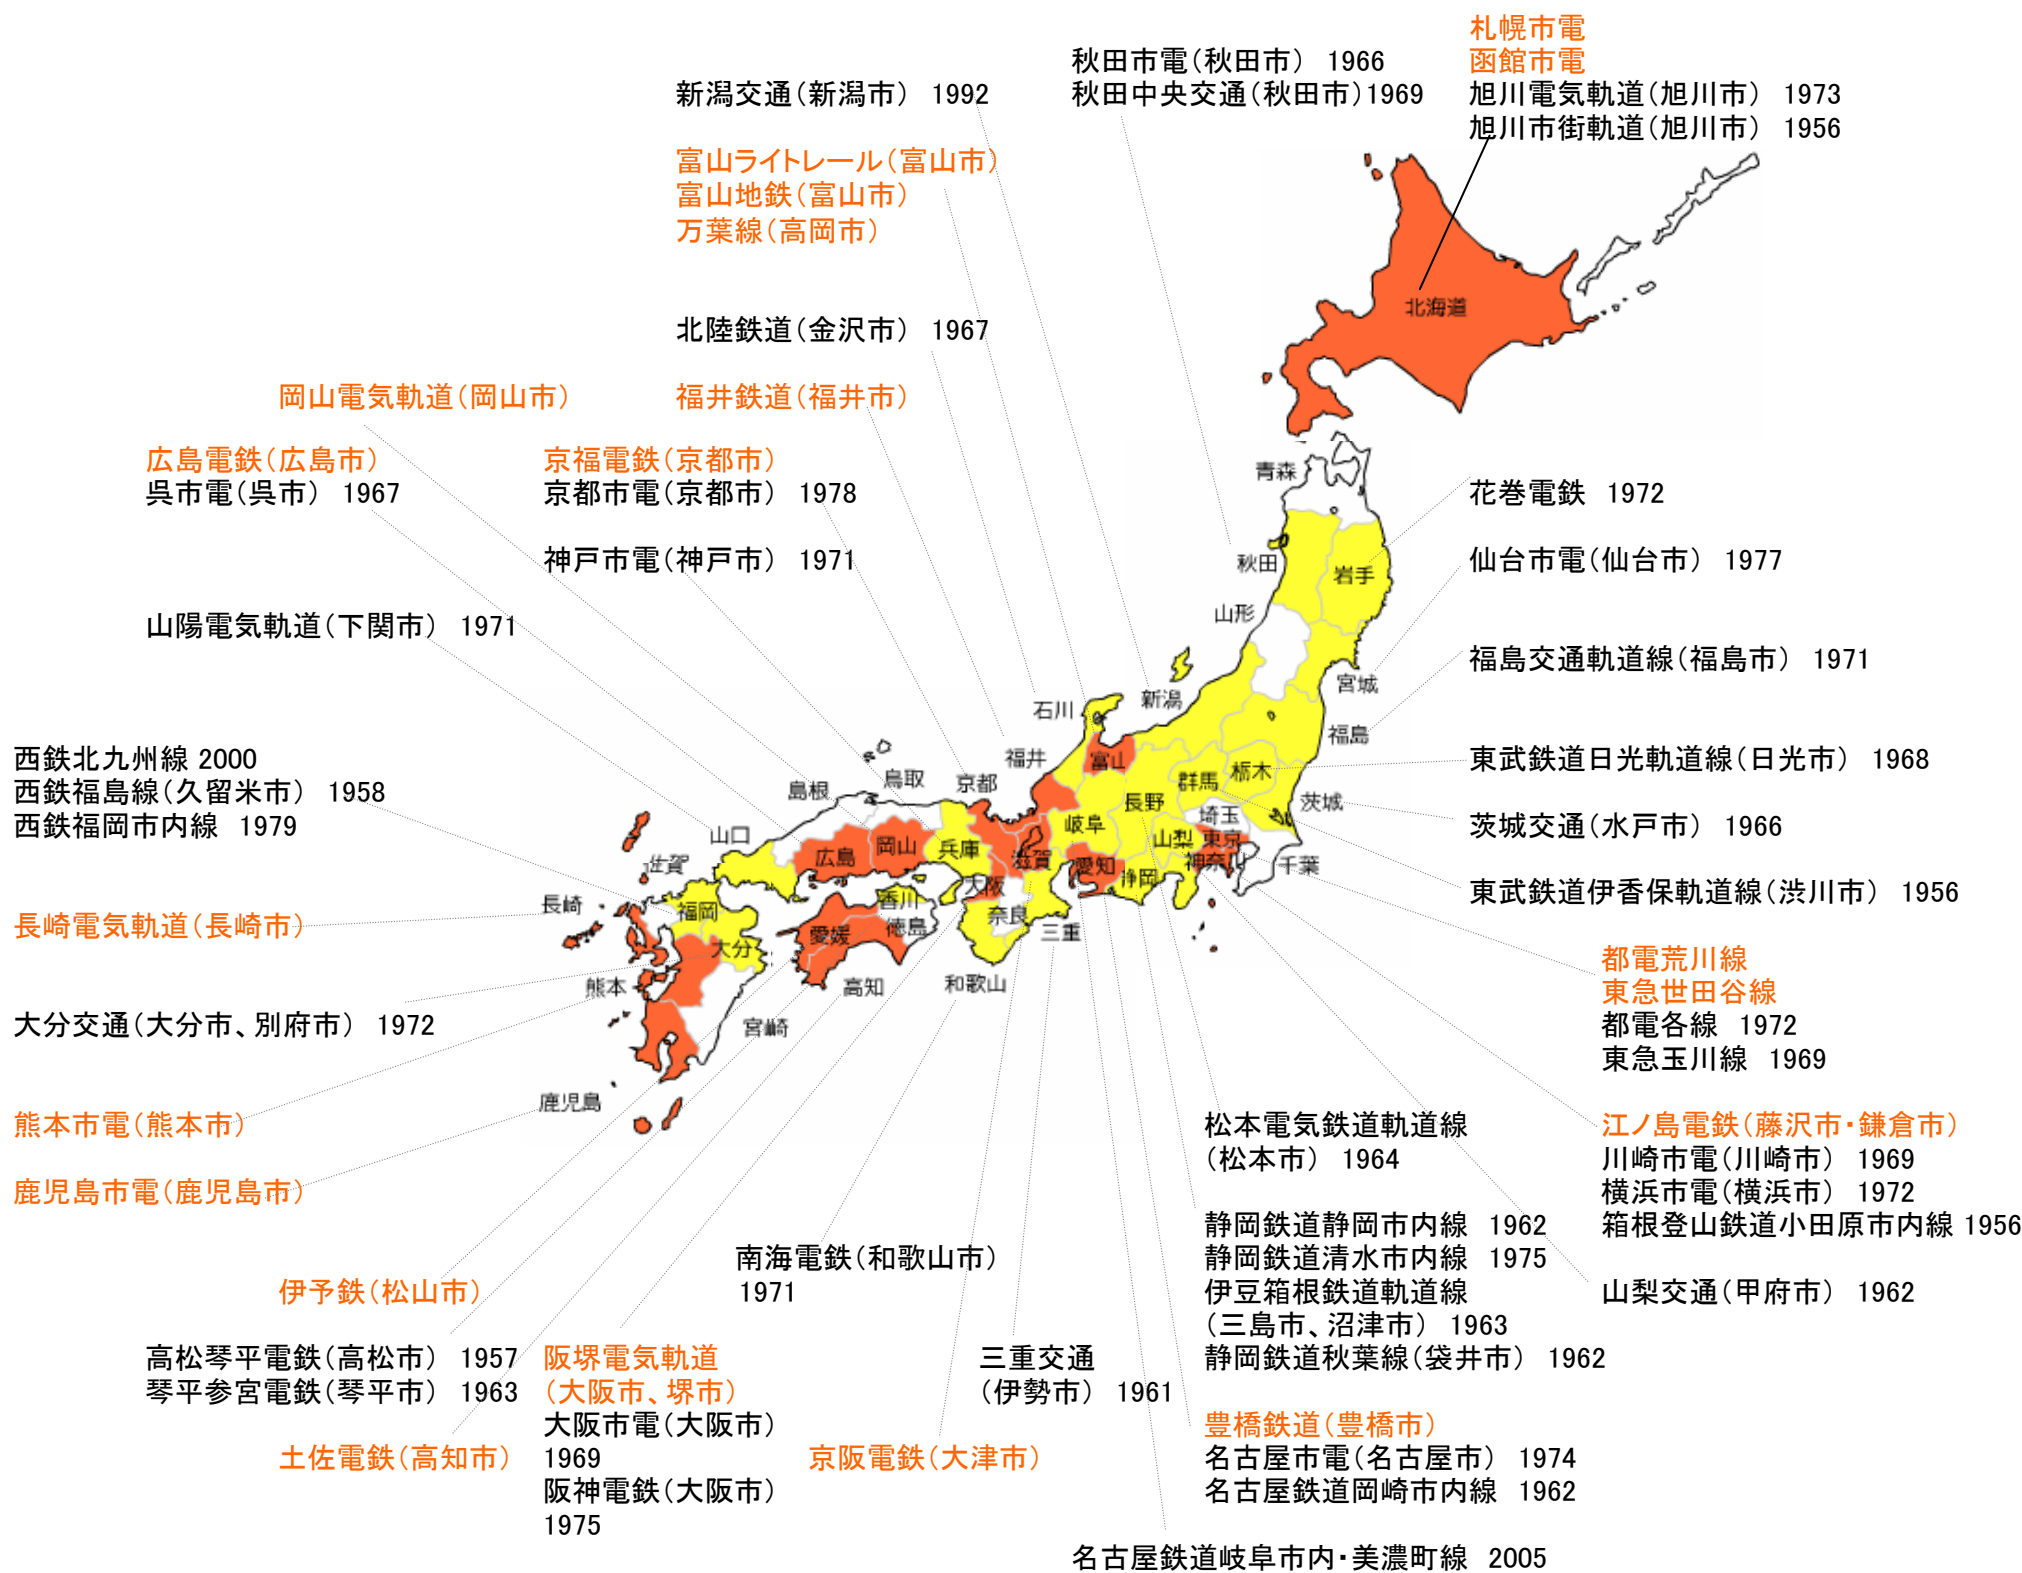 札幌市電
函館市電
旭川電気軌道(旭川市) 1973
旭川市街軌道(旭川市) 1956
秋田市電(秋田市) 1966
秋田中央交通(秋田市)1969
新潟交通(新潟市) 1992
富山ライトレール(富山市)
富山地鉄(富山市)
万葉線(高岡市)
北陸鉄道(金沢市) 1967
福井鉄道(福井市)
岡山電気軌道(岡山市)
広島電鉄(広島市)
呉市電(呉市) 1967
京福電鉄(京都市)
京都市電(京都市) 1978
神戸市電(神戸市) 1971
山陽電気軌道(下関市) 1971
西鉄北九州線 2000
西鉄福島線(久留米市) 1958
西鉄福岡市内線 1979
長崎電気軌道(長崎市)
大分交通(大分市、別府市) 1972
熊本市電(熊本市)
鹿児島市電(鹿児島市)
伊予鉄(松山市)
高松琴平電鉄(高松市) 1957
琴平参宮電鉄(琴平市) 1963
土佐電鉄(高知市)
南海電鉄(和歌山市)
1971
阪堺電気軌道
(大阪市、堺市)
大阪市電(大阪市)
1969
阪神電鉄(大阪市)
1975
京阪電鉄(大津市)
三重交通
(伊勢市) 1961
花巻電鉄 1972
仙台市電(仙台市) 1977
福島交通軌道線(福島市) 1971
東武鉄道日光軌道線(日光市) 1968
茨城交通(水戸市) 1966
東武鉄道伊香保軌道線(渋川市) 1956
都電荒川線
東急世田谷線
都電各線 1972
東急玉川線 1969
江ノ島電鉄(藤沢市・鎌倉市)
川崎市電(川崎市) 1969
横浜市電(横浜市) 1972
箱根登山鉄道小田原市内線 1956
山梨交通(甲府市) 1962
松本電気鉄道軌道線
(松本市) 1964
静岡鉄道静岡市内線 1962
静岡鉄道清水市内線 1975
伊豆箱根鉄道軌道線
(三島市、沼津市) 1963
静岡鉄道秋葉線(袋井市) 1962
豊橋鉄道(豊橋市)
名古屋市電(名古屋市) 1974
名古屋鉄道岡崎市内線 1962
名古屋鉄道岐阜市内・美濃町線 2005
北海道
青森
秋田
岩手
山形
宮城
新潟
福島
石川
富山
福井
群馬
栃木
茨城
長野
埼玉
岐阜
山梨
東京
神奈川
千葉
愛知
静岡
京都
滋賀
鳥取
島根
兵庫
岡山
広島
山口
大阪
奈良
三重
和歌山
香川
徳島
愛媛
高知
佐賀
福岡
長崎
大分
熊本
宮崎
鹿児島